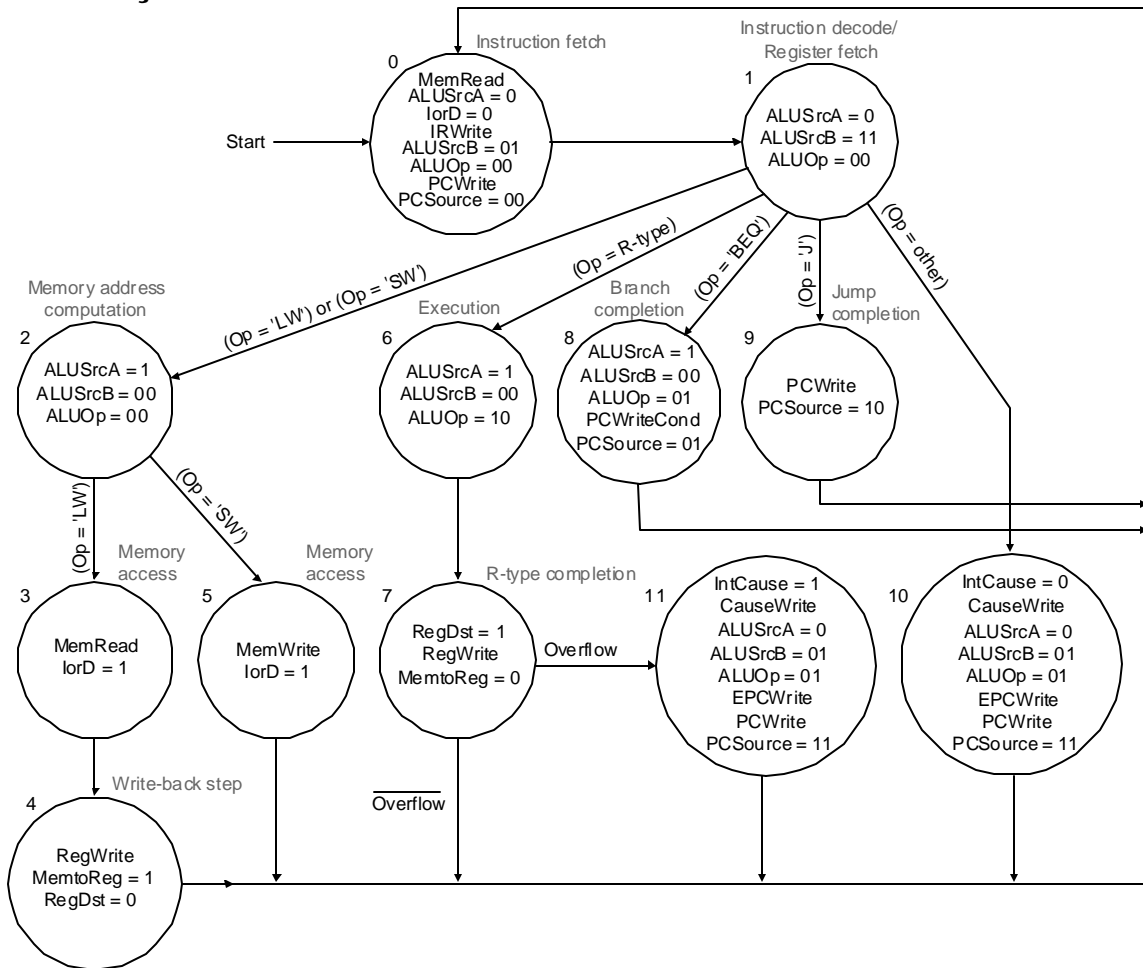 Instruction fetch
0
MemRead
ALUSrcA = 0
IorD = 0
IRWrite
ALUSrcB = 01
ALUOp = 00
PCWrite
PCSource = 00
Start
Instruction decode/
Register fetch
1
ALUSrcA = 0
ALUSrcB = 11
ALUOp = 00
(Op = 'LW') or (Op = 'SW')
(Op = R-type)
(Op = 'BEQ')
(Op = 'J')
(Op = other)
Memory address
computation
2
ALUSrcA = 1
ALUSrcB = 00
ALUOp = 00
Execution
6
ALUSrcA = 1
ALUSrcB = 00
ALUOp = 10
Branch
completion
8
ALUSrcA = 1
ALUSrcB = 00
ALUOp = 01
PCWriteCond
PCSource = 01
Jump
completion
9
PCWrite
PCSource = 10
(Op = 'LW')
(Op = 'SW')
Memory
access
3
MemRead
IorD = 1
Memory
access
5
MemWrite
IorD = 1
R-type completion
7
RegDst = 1
RegWrite
MemtoReg = 0
Overflow
Overflow
11
IntCause = 1
CauseWrite
ALUSrcA = 0
ALUSrcB = 01
ALUOp = 01
EPCWrite
PCWrite
PCSource = 11
10
IntCause = 0
CauseWrite
ALUSrcA = 0
ALUSrcB = 01
ALUOp = 01
EPCWrite
PCWrite
PCSource = 11
Write-back step
4
RegWrite
MemtoReg = 1
RegDst = 0